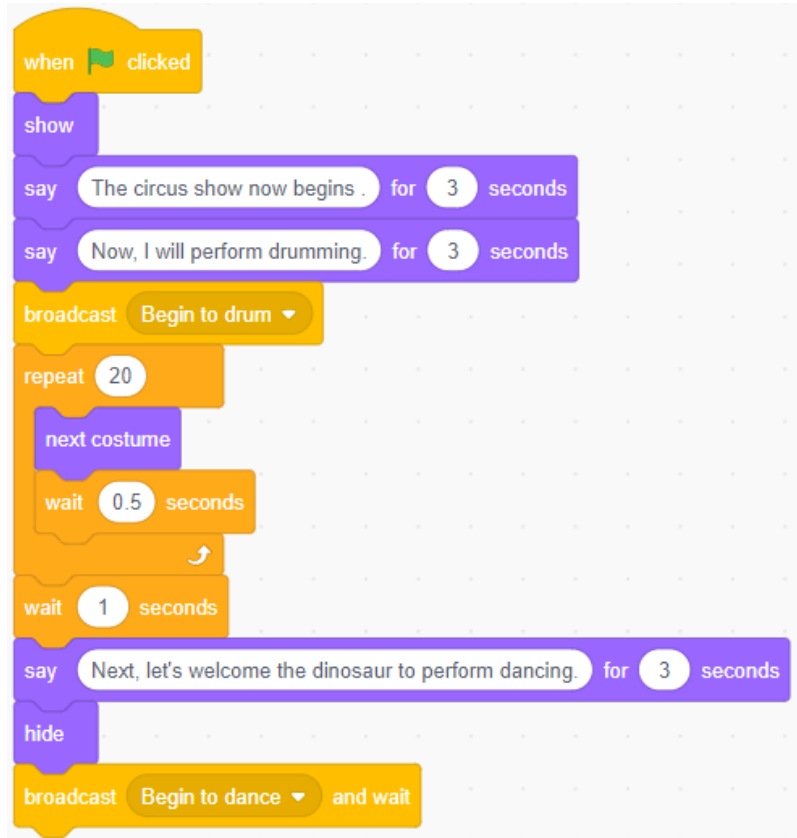 when clicked
show
say The circus show now begins . for 3 seconds
say Now, I will perform drumming. for 3 seconds
broadcast Begin to drum
repeat 20
next costume
wait 0.5 seconds
wait 1 seconds
say Next, let's welcome the dinosaur to perform dancing. for 3 seconds
hide
broadcast Begin to dance and wait